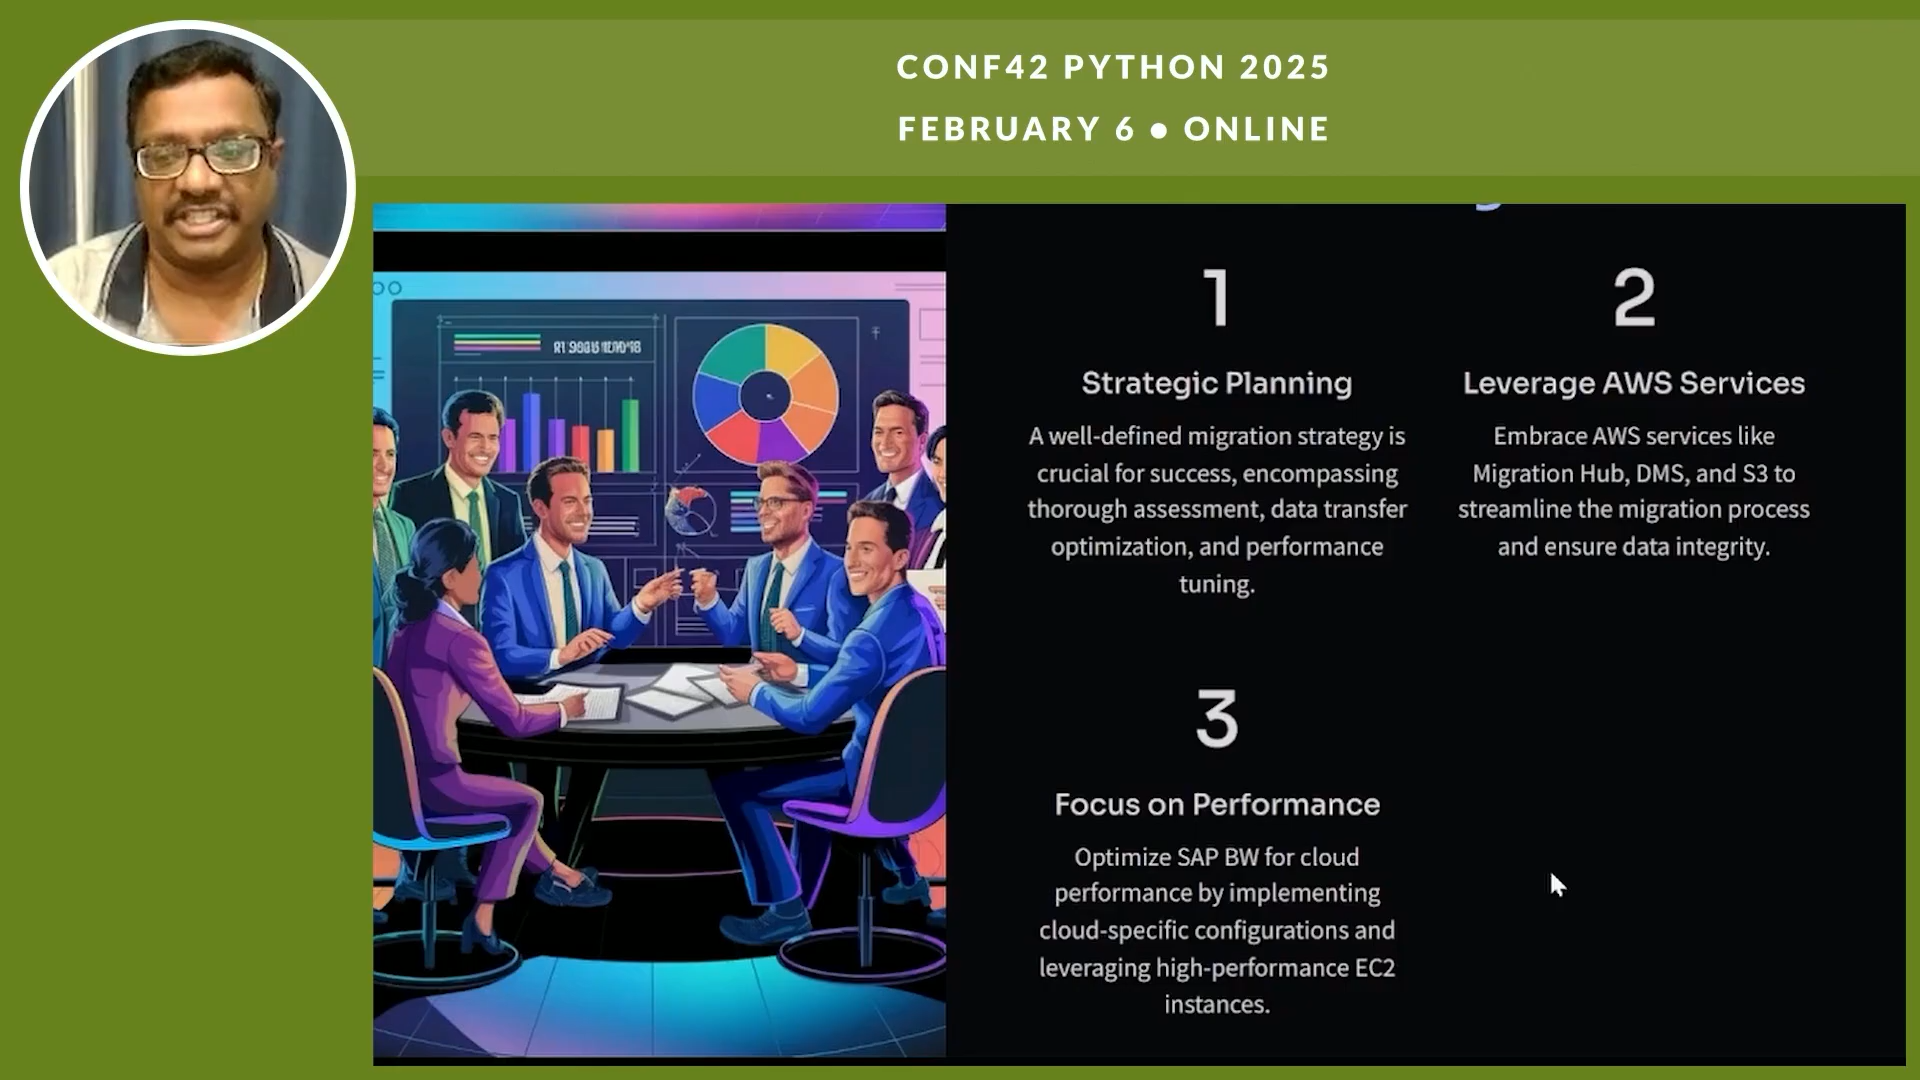 CONF42 PYTHON 2025
FEBRUARY 6 ● ONLINE
1
Strategic Planning
A well-defined migration strategy is
crucial for success, encompassing
thorough assessment, data transfer
optimization, and performance
tuning.
2
Leverage AWS Services
Embrace AWS services like
Migration Hub, DMS, and S3 to
streamline the migration process
and ensure data integrity.
3
Focus on Performance
Optimize SAP BW for cloud
performance by implementing
cloud-specific configurations and
leveraging high-performance EC2
instances.